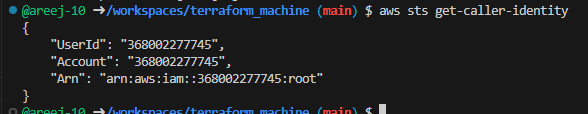 @areej-10 ➜/workspaces/terraform_machine (main) $ aws sts get-caller-identity
{
    "UserId": "368002277745",
    "Account": "368002277745",
    "Arn": "arn:aws:iam::368002277745:root"
}
@areej-10 ➜/workspaces/terraform_machine (main) $